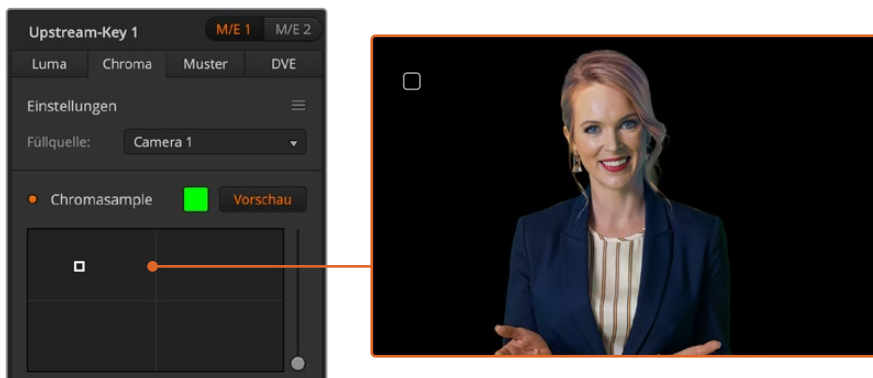 Upstream-Key 1 M/E 1 M/E 2
Luma Chroma Muster DVE
Einstellungen
Füllquelle: Camera 1
Chromasample Vorschau